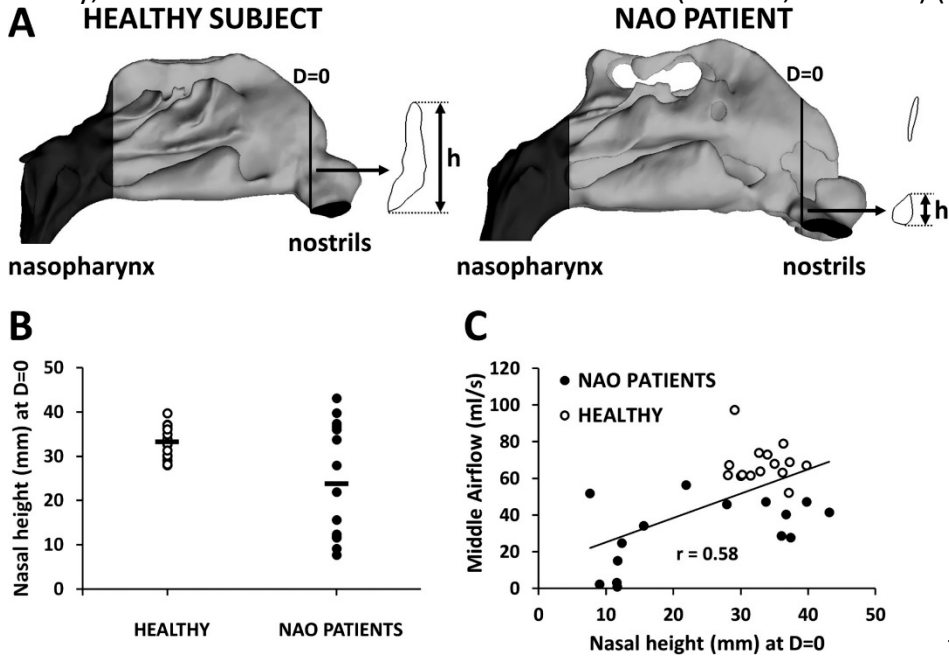 A HEALTHY SUBJECT NAO PATIENT
D=0 D=0
h h
nostrils nostrils
nasopharynx nasopharynx
B
Nasal height (mm) at D=0
50
40
30
20
10
0
HEALTHY NAO PATIENTS
C
Middle Airflow (ml/s)
120
100
80
60
40
20
0
NAO PATIENTS
HEALTHY
r = 0.58
0 10 20 30 40 50
Nasal height (mm) at D=0